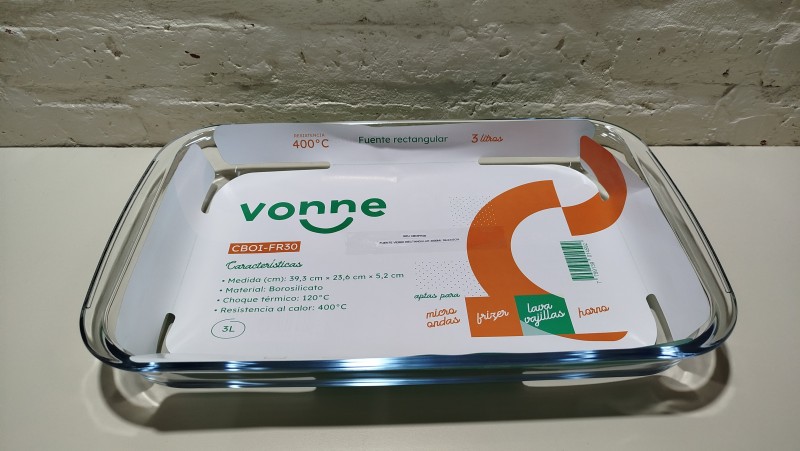 RESISTENCIA
400°C
Fuente rectangular
3 litros
vonne
CBOI-FR30
Características
• Medida (cm): 39,3 cm x 23,6 cm x 5,2 cm
• Material: Borosilicato
• Choque térmico: 120°C
• Resistencia al calor: 400°C
3L
aptas para
micro
ondas
frizer
lava
vajillas
horno